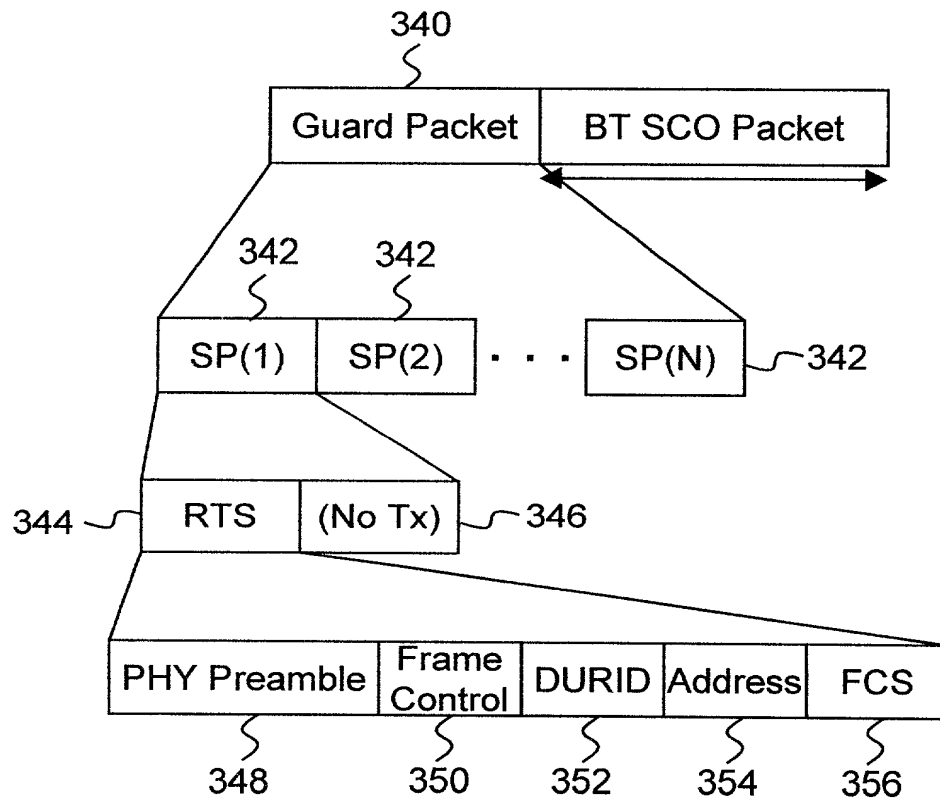 340
Guard Packet BT SCO Packet
342 342
SP(1) SP(2) . . . SP(N) 342
344 RTS (No Tx) 346
PHY Preamble Frame Control DURID Address FCS
348 350 352 354 356